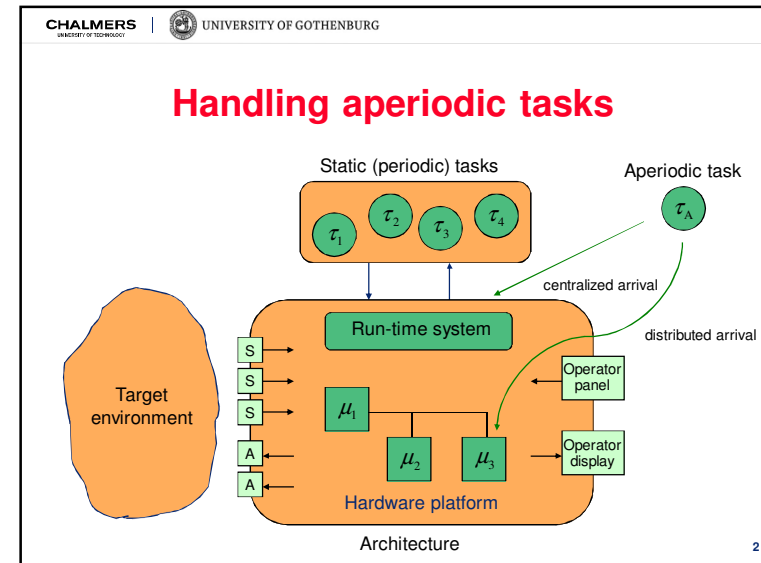 CHALMERS
UNIVERSITY OF TECHNOLOGY
UNIVERSITY OF GOTHENBURG
Handling aperiodic tasks
Static (periodic) tasks
Aperiodic task
τ₁
τ₂
τ₃
τ₄
τ_A
centralized arrival
distributed arrival
Run-time system
Target
environment
S
S
S
A
A
μ₁
μ₂
μ₃
Operator
panel
Operator
display
Hardware platform
Architecture
2